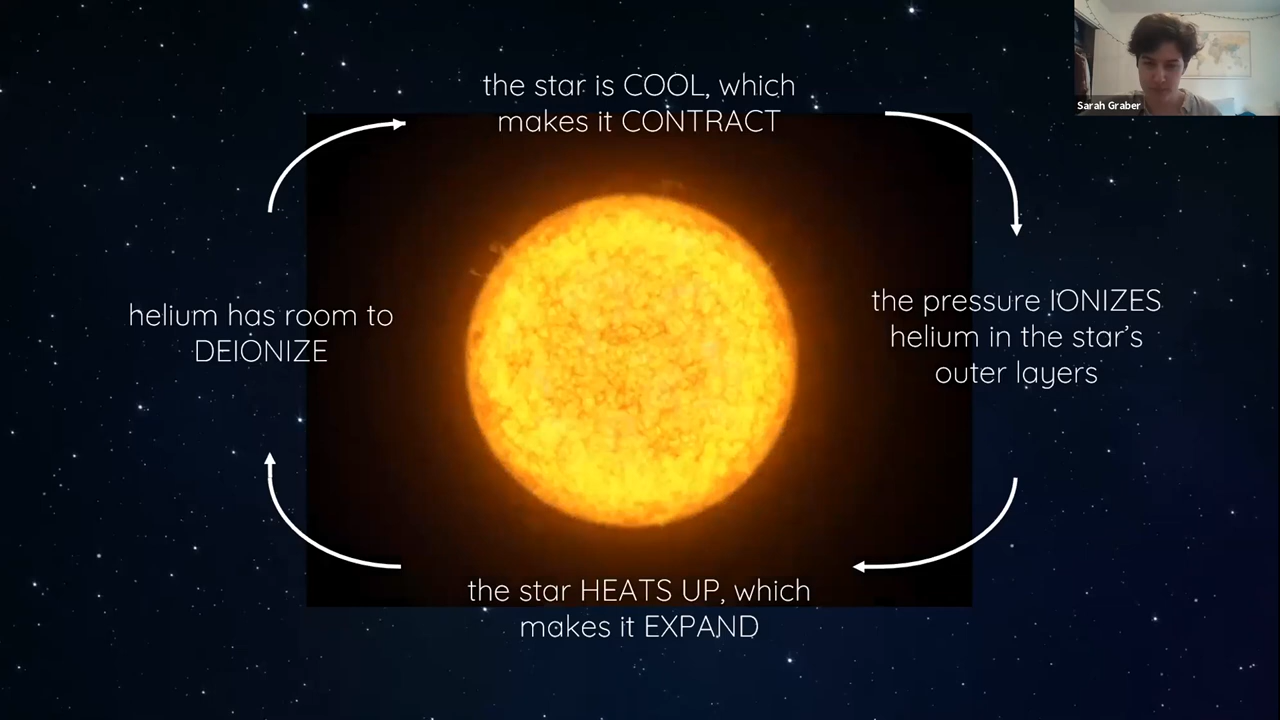 the star is COOL, which
makes it CONTRACT
Sarah Graber
the pressure IONIZES
helium in the star's
outer layers
helium has room to
DEIONIZE
the star HEATS UP, which
makes it EXPAND